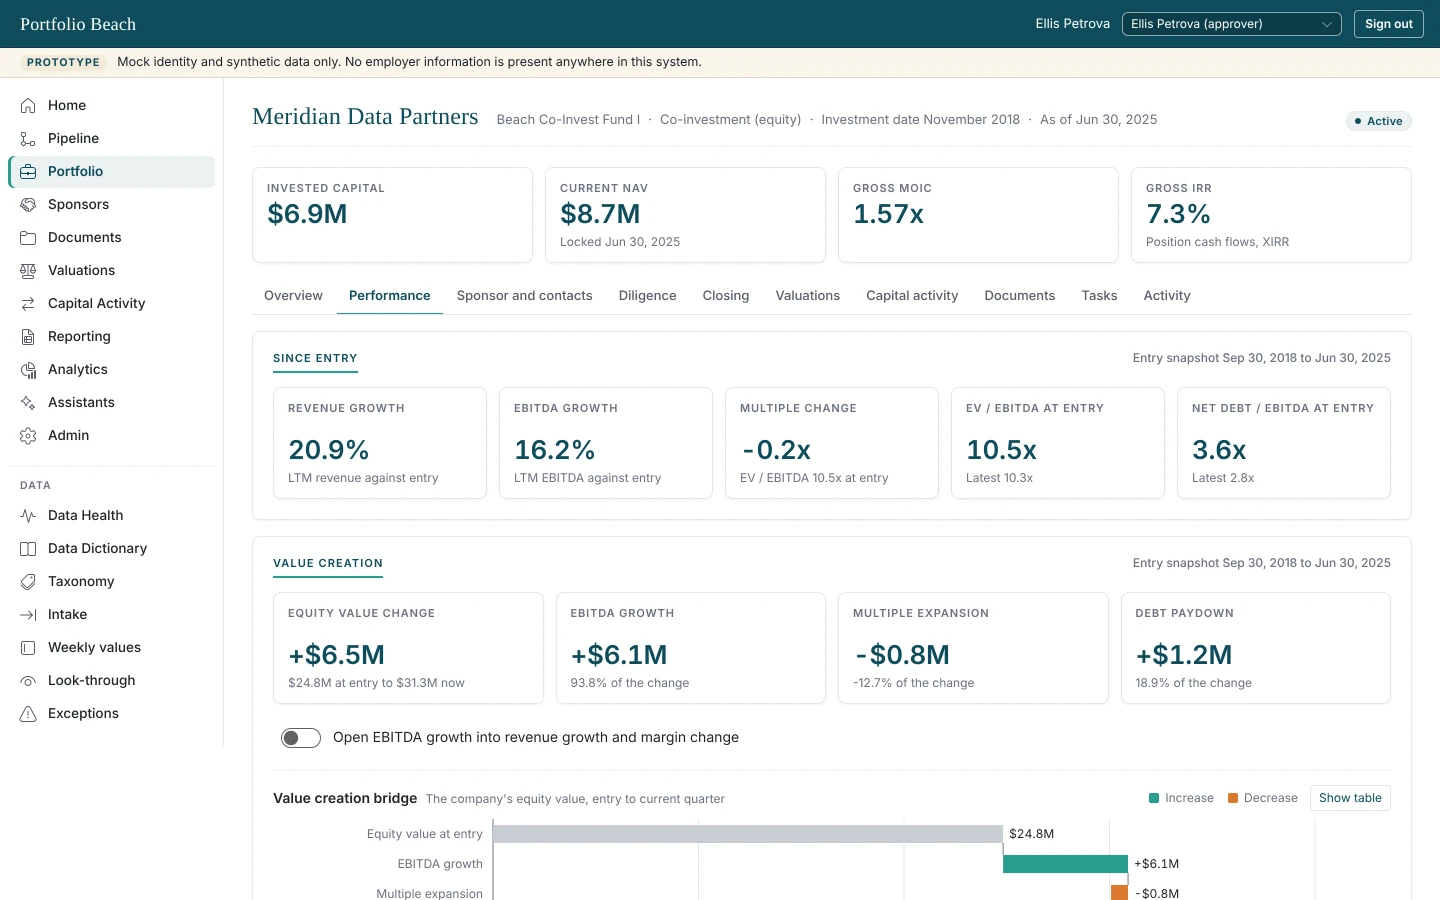 Portfolio Beach
Ellis Petrova
Ellis Petrova (approver)
Sign out
PROTOTYPE Mock identity and synthetic data only. No employer information is present anywhere in this system.
Home
Pipeline
Portfolio
Sponsors
Documents
Valuations
Capital Activity
Reporting
Analytics
Assistants
Admin
DATA
Data Health
Data Dictionary
Taxonomy
Intake
Weekly values
Look-through
Exceptions
Meridian Data Partners Beach Co-Invest Fund I · Co-investment (equity) · Investment date November 2018 · As of Jun 30, 2025
Active
INVESTED CAPITAL
$6.9M
CURRENT NAV
$8.7M
Locked Jun 30, 2025
GROSS MOIC
1.57x
GROSS IRR
7.3%
Position cash flows, XIRR
Overview Performance Sponsor and contacts Diligence Closing Valuations Capital activity Documents Tasks Activity
SINCE ENTRY
Entry snapshot Sep 30, 2018 to Jun 30, 2025
REVENUE GROWTH
20.9%
LTM revenue against entry
EBITDA GROWTH
16.2%
LTM EBITDA against entry
MULTIPLE CHANGE
-0.2x
EV / EBITDA 10.5x at entry
EV / EBITDA AT ENTRY
10.5x
Latest 10.3x
NET DEBT / EBITDA AT ENTRY
3.6x
Latest 2.8x
VALUE CREATION
Entry snapshot Sep 30, 2018 to Jun 30, 2025
EQUITY VALUE CHANGE
+$6.5M
$24.8M at entry to $31.3M now
EBITDA GROWTH
+$6.1M
93.8% of the change
MULTIPLE EXPANSION
-$0.8M
-12.7% of the change
DEBT PAYDOWN
+$1.2M
18.9% of the change
Open EBITDA growth into revenue growth and margin change
Value creation bridge The company's equity value, entry to current quarter
Increase Decrease Show table
Equity value at entry $24.8M
EBITDA growth +$6.1M
Multiple expansion -$0.8M